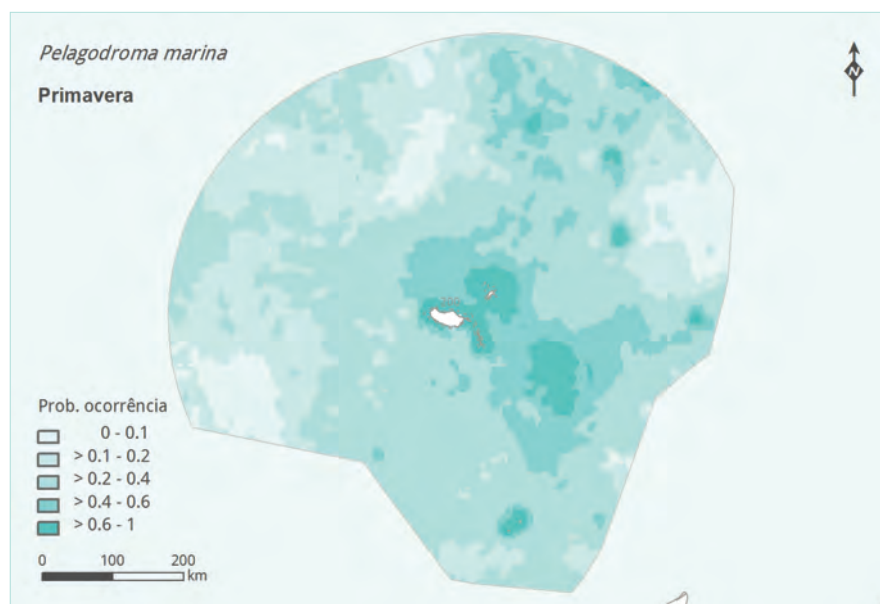 Pelagodroma marina
Primavera
N
Prob. ocorrência
0 - 0.1
> 0.1 - 0.2
> 0.2 - 0.4
> 0.4 - 0.6
> 0.6 - 1
0 100 200
km